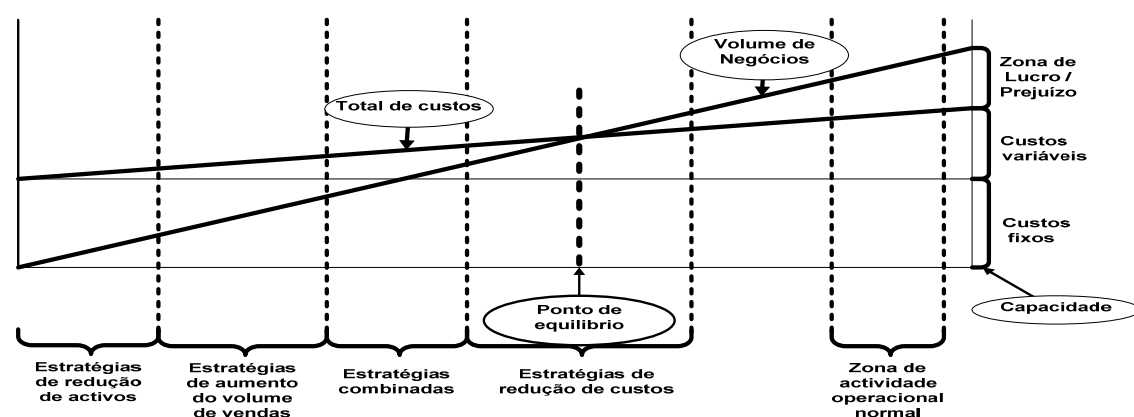 Volume de
Negócios
Total de custos
Zona de
Lucro /
Prejuízo
Custos
variáveis
Custos
fixos
Capacidade
Ponto de
equilibrio
Estratégias
de redução
de activos
Estratégias
de aumento
do volume
de vendas
Estratégias
combinadas
Estratégias de
redução de custos
Zona de
actividade
operacional
normal